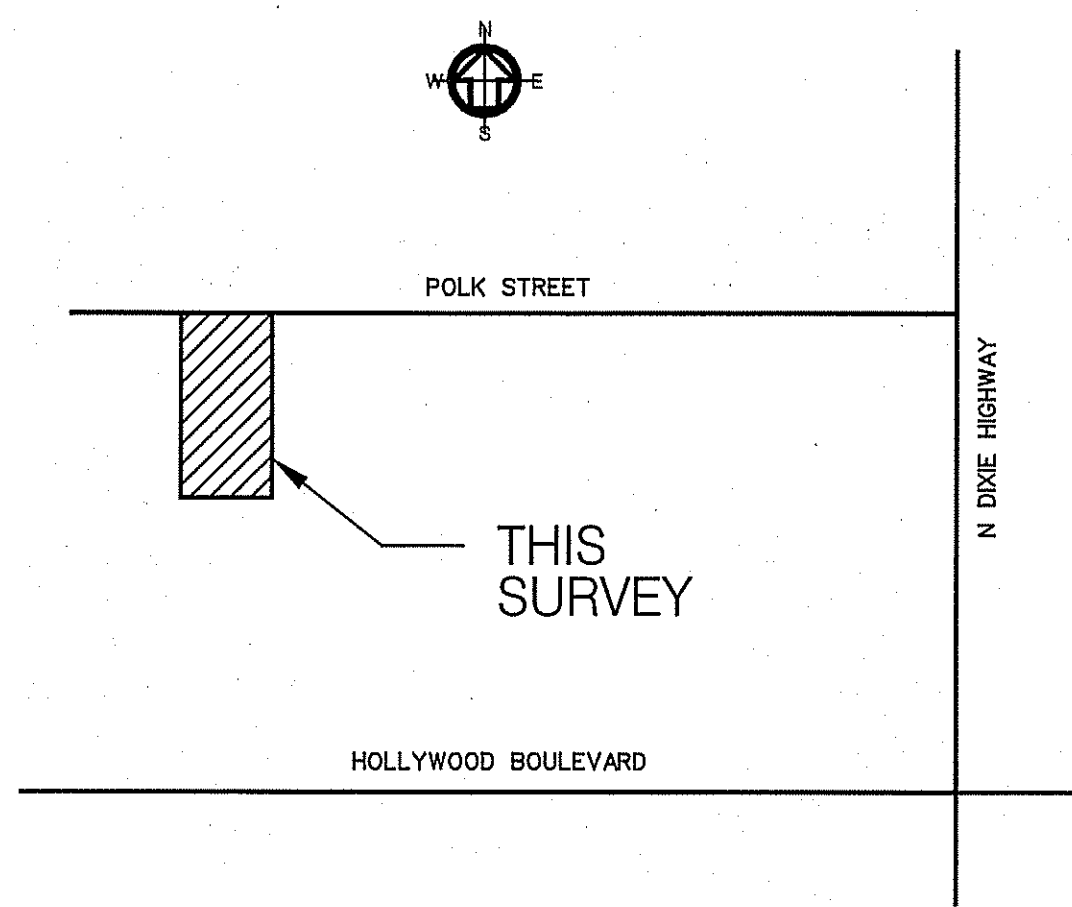 N
W E
S
POLK STREET
N DIXIE HIGHWAY
THIS
SURVEY
HOLLYWOOD BOULEVARD